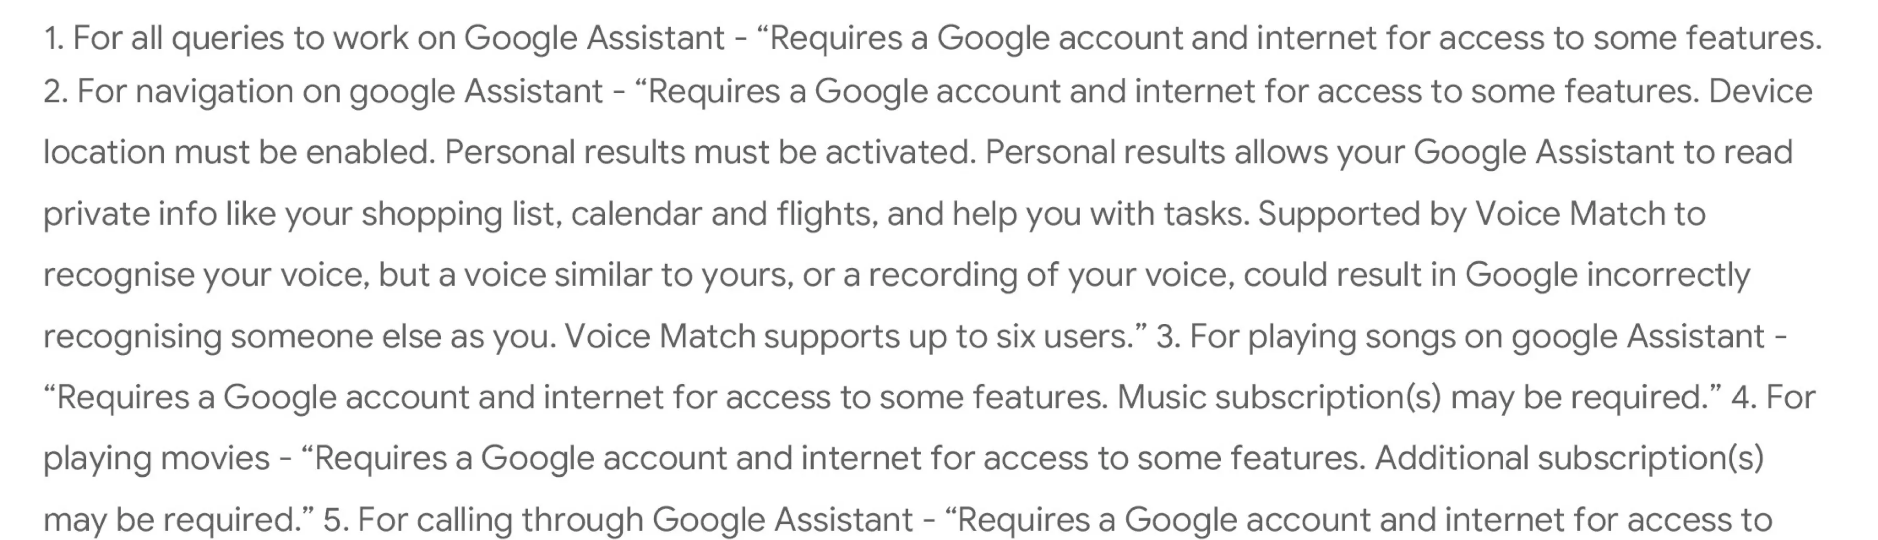 1. For all queries to work on Google Assistant - “Requires a Google account and internet for access to some features.
2. For navigation on google Assistant - “Requires a Google account and internet for access to some features. Device
location must be enabled. Personal results must be activated. Personal results allows your Google Assistant to read
private info like your shopping list, calendar and flights, and help you with tasks. Supported by Voice Match to
recognise your voice, but a voice similar to yours, or a recording of your voice, could result in Google incorrectly
recognising someone else as you. Voice Match supports up to six users.” 3. For playing songs on google Assistant -
“Requires a Google account and internet for access to some features. Music subscription(s) may be required.” 4. For
playing movies - “Requires a Google account and internet for access to some features. Additional subscription(s)
may be required.” 5. For calling through Google Assistant - “Requires a Google account and internet for access to